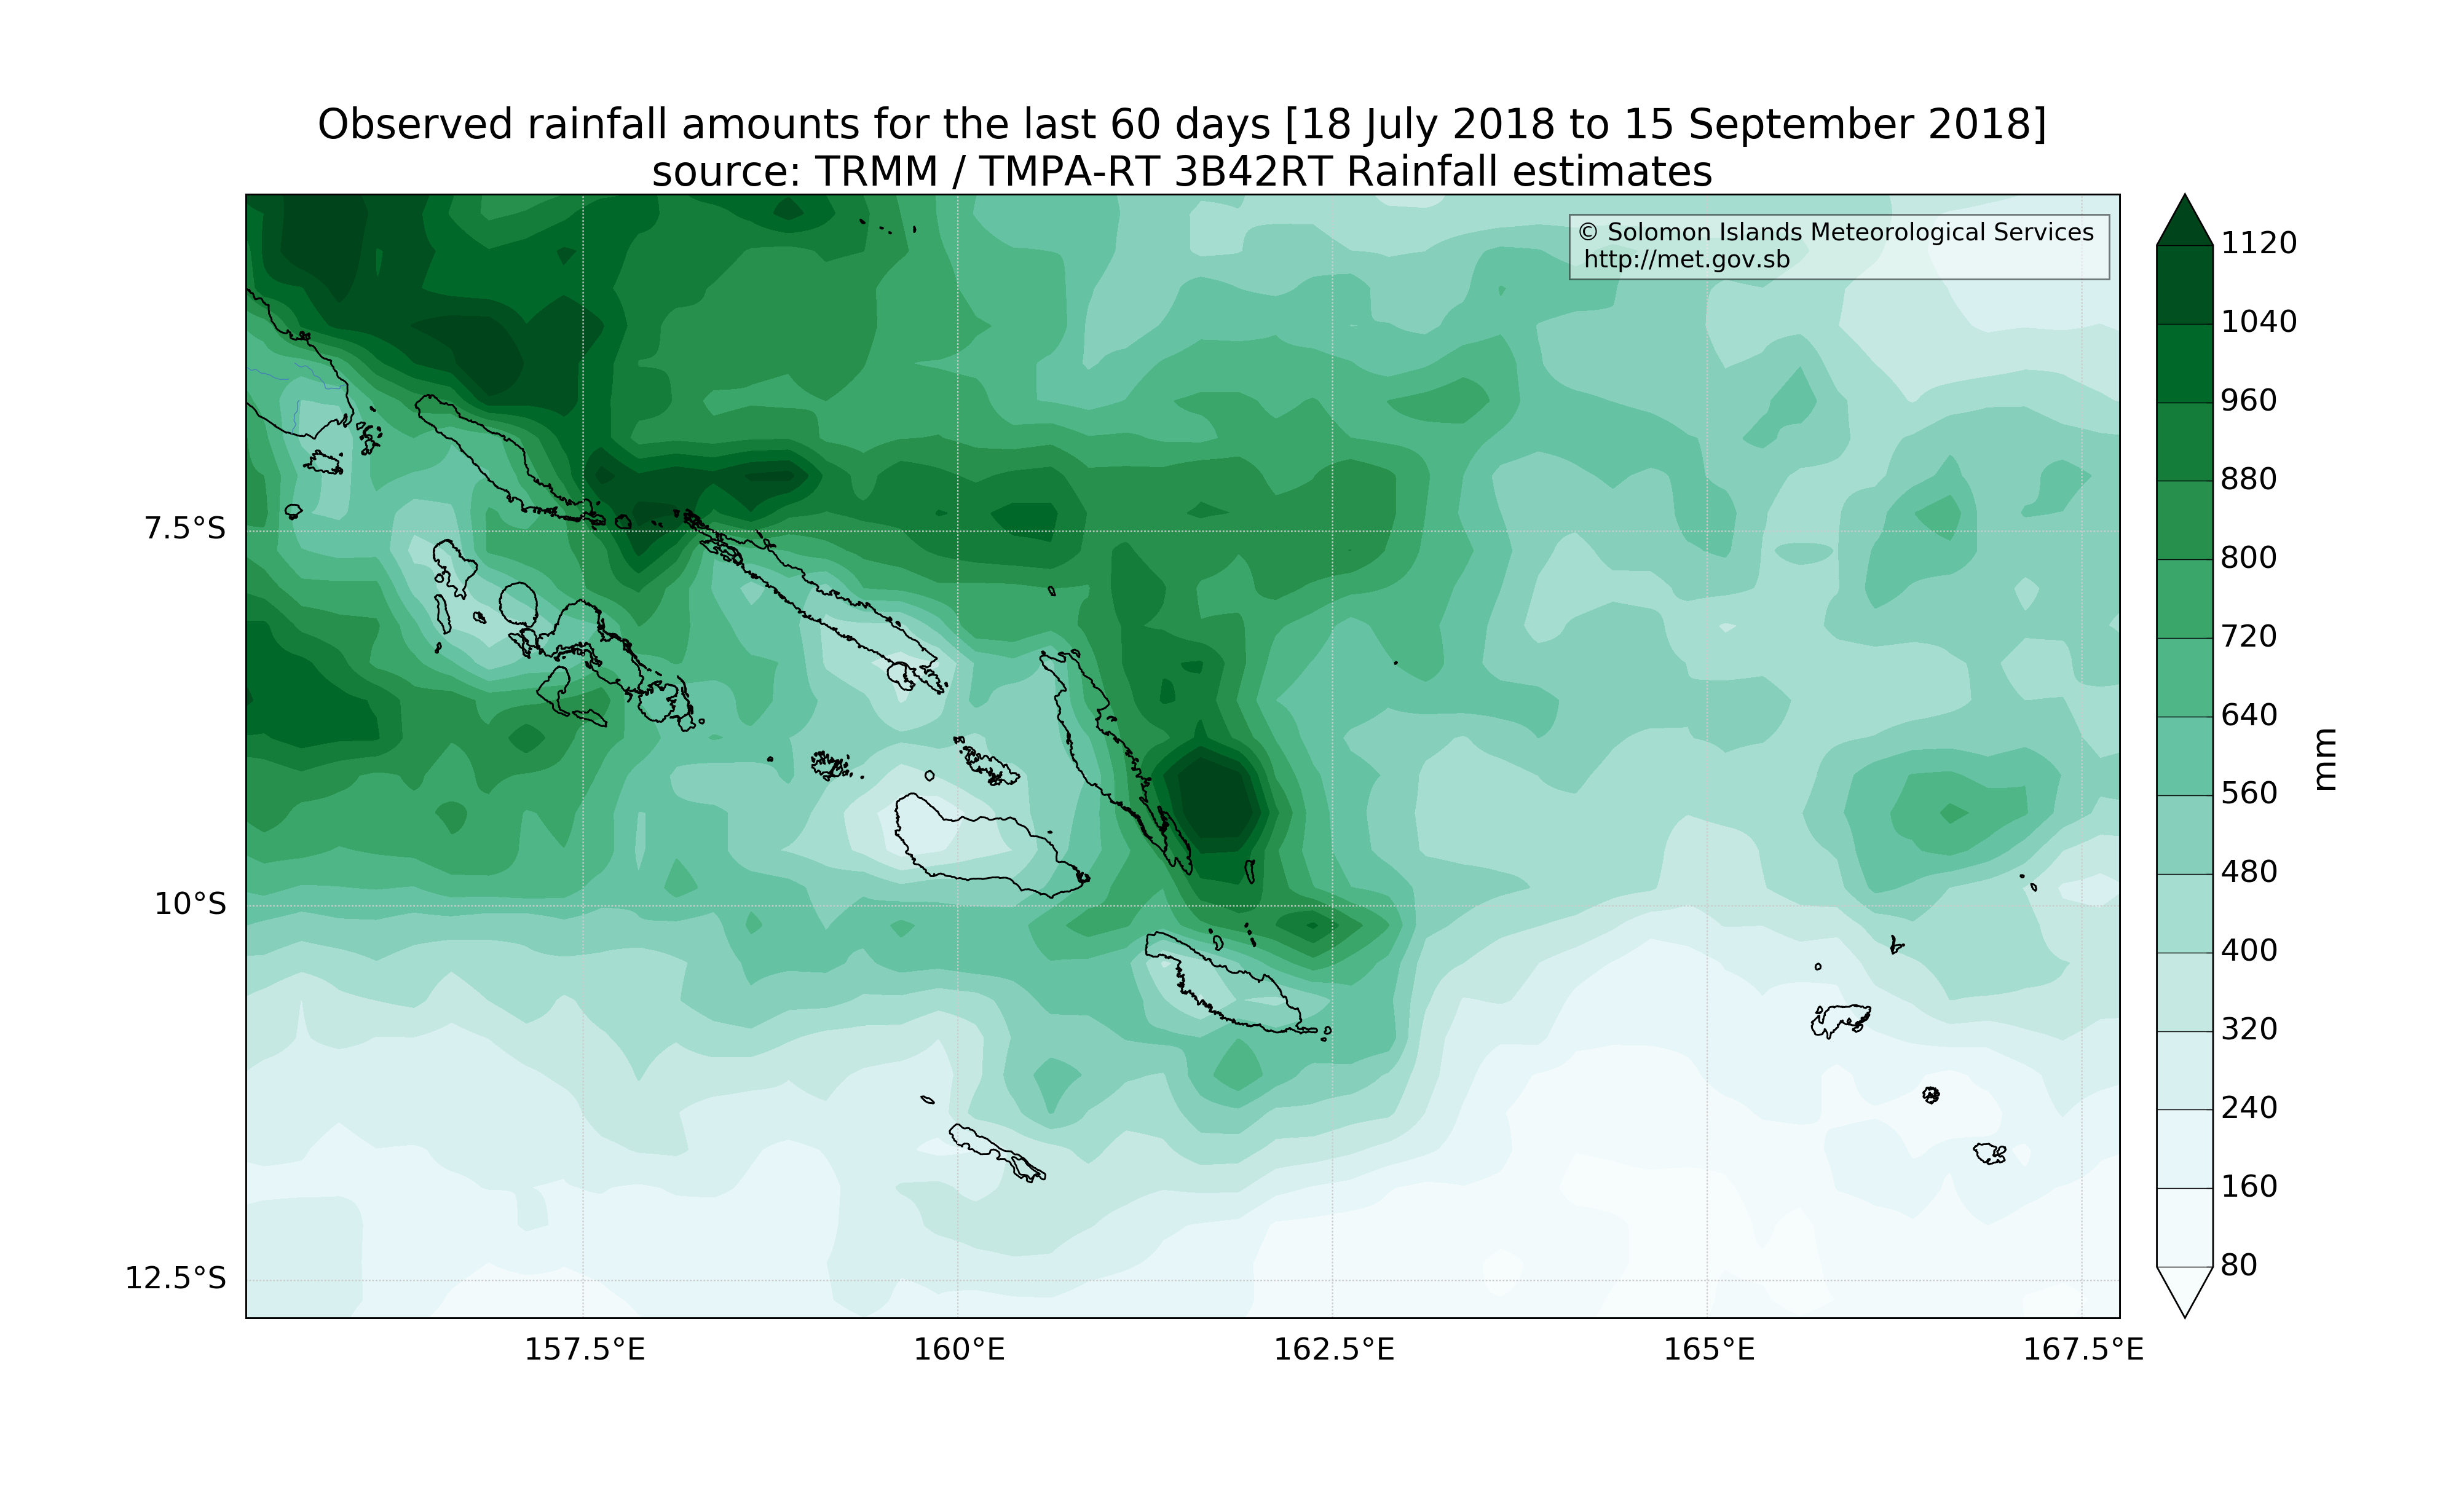 Observed rainfall amounts for the last 60 days [18 July 2018 to 15 September 2018]
source: TRMM / TMPA-RT 3B42RT Rainfall estimates
© Solomon Islands Meteorological Services
http://met.gov.sb
7.5°S
10°S
12.5°S
157.5°E
160°E
162.5°E
165°E
167.5°E
1120
1040
960
880
800
720
640
560
480
400
320
240
160
80
mm